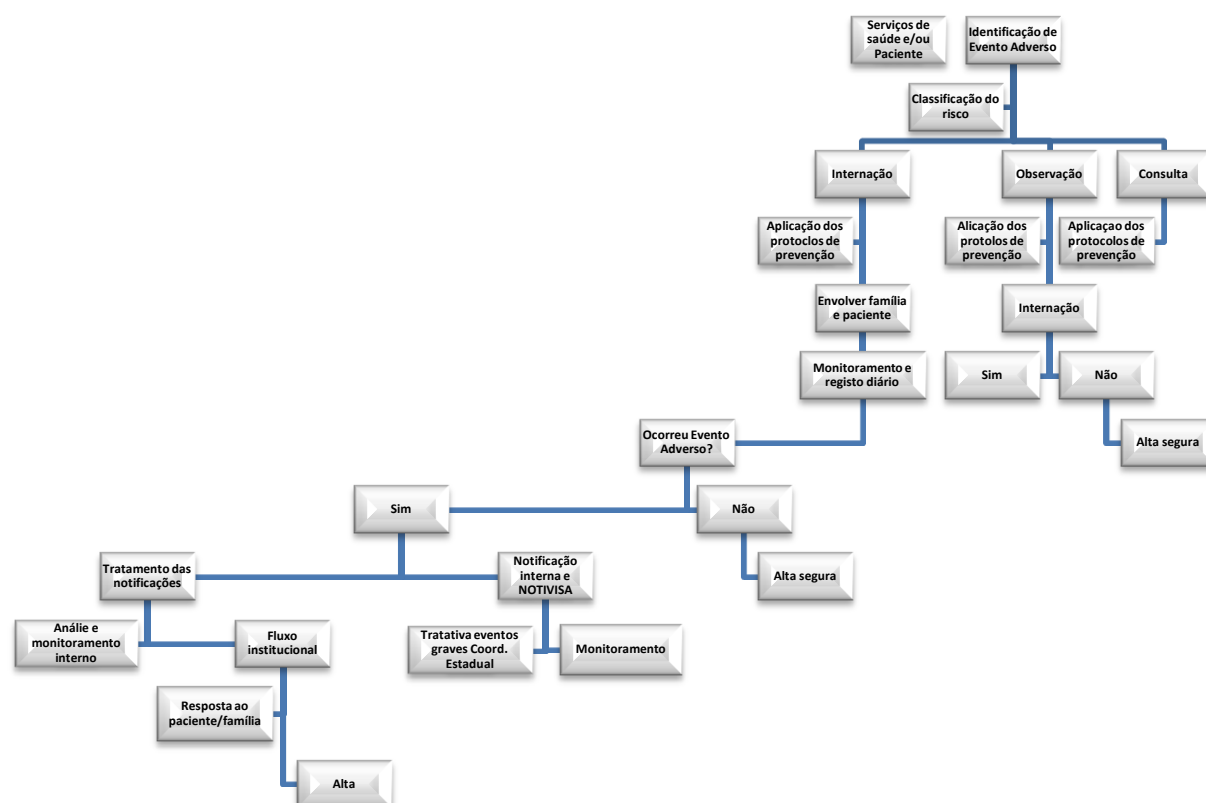 Serviços de
saúde e/ou
Paciente
Identificação de
Evento Adverso
Classificação do
risco
Internação
Observação
Consulta
Aplicação dos
protoclos de
prevenção
Alicação dos
protolos de
prevenção
Aplicaçao dos
protocolos de
prevenção
Envolver família
e paciente
Internação
Monitoramento e
registo diário
Sim
Não
Ocorreu Evento
Adverso?
Alta segura
Sim
Não
Tratamento das
notificações
Notificação
interna e
NOTIVISA
Alta segura
Análie e
monitoramento
interno
Fluxo
institucional
Tratativa eventos
graves Coord.
Estadual
Monitoramento
Resposta ao
paciente/família
Alta